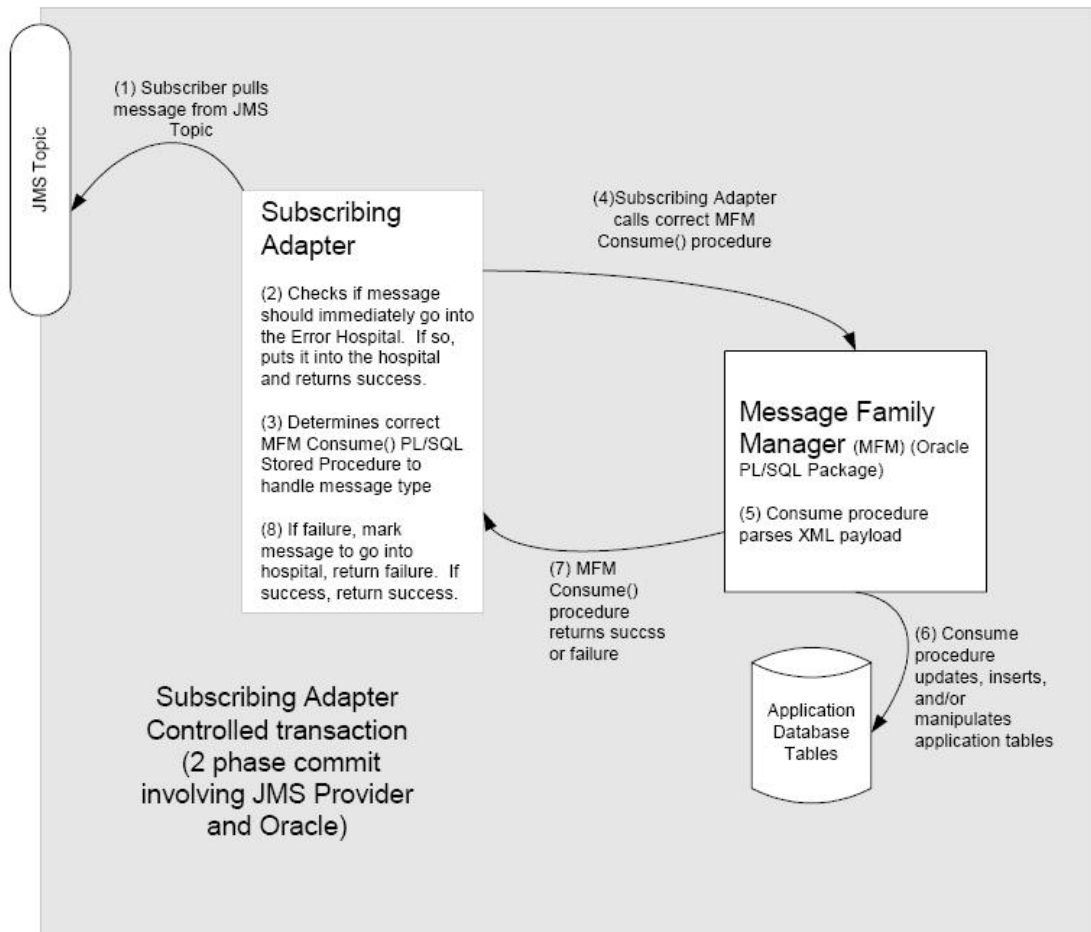 JMS Topic
(1) Subscriber pulls
message from JMS
Topic
Subscribing
Adapter
(2) Checks if message
should immediately go into
the Error Hospital.  If so,
puts it into the hospital
and returns success.
(3) Determines correct
MFM Consume() PL/SQL
Stored Procedure to
handle message type
(8) If failure, mark
message to go into
hospital, return failure.  If
success, return success.
(4)Subscribing Adapter
calls correct MFM
Consume() procedure
Message Family
Manager (MFM) (Oracle
PL/SQL Package)
(5) Consume procedure
parses XML payload
(7) MFM
Consume()
procedure
returns succss
or failure
(6) Consume
procedure
updates, inserts,
and/or
manipulates
application tables
Application
Database
Tables
Subscribing Adapter
Controlled transaction
(2 phase commit
involving JMS Provider
and Oracle)